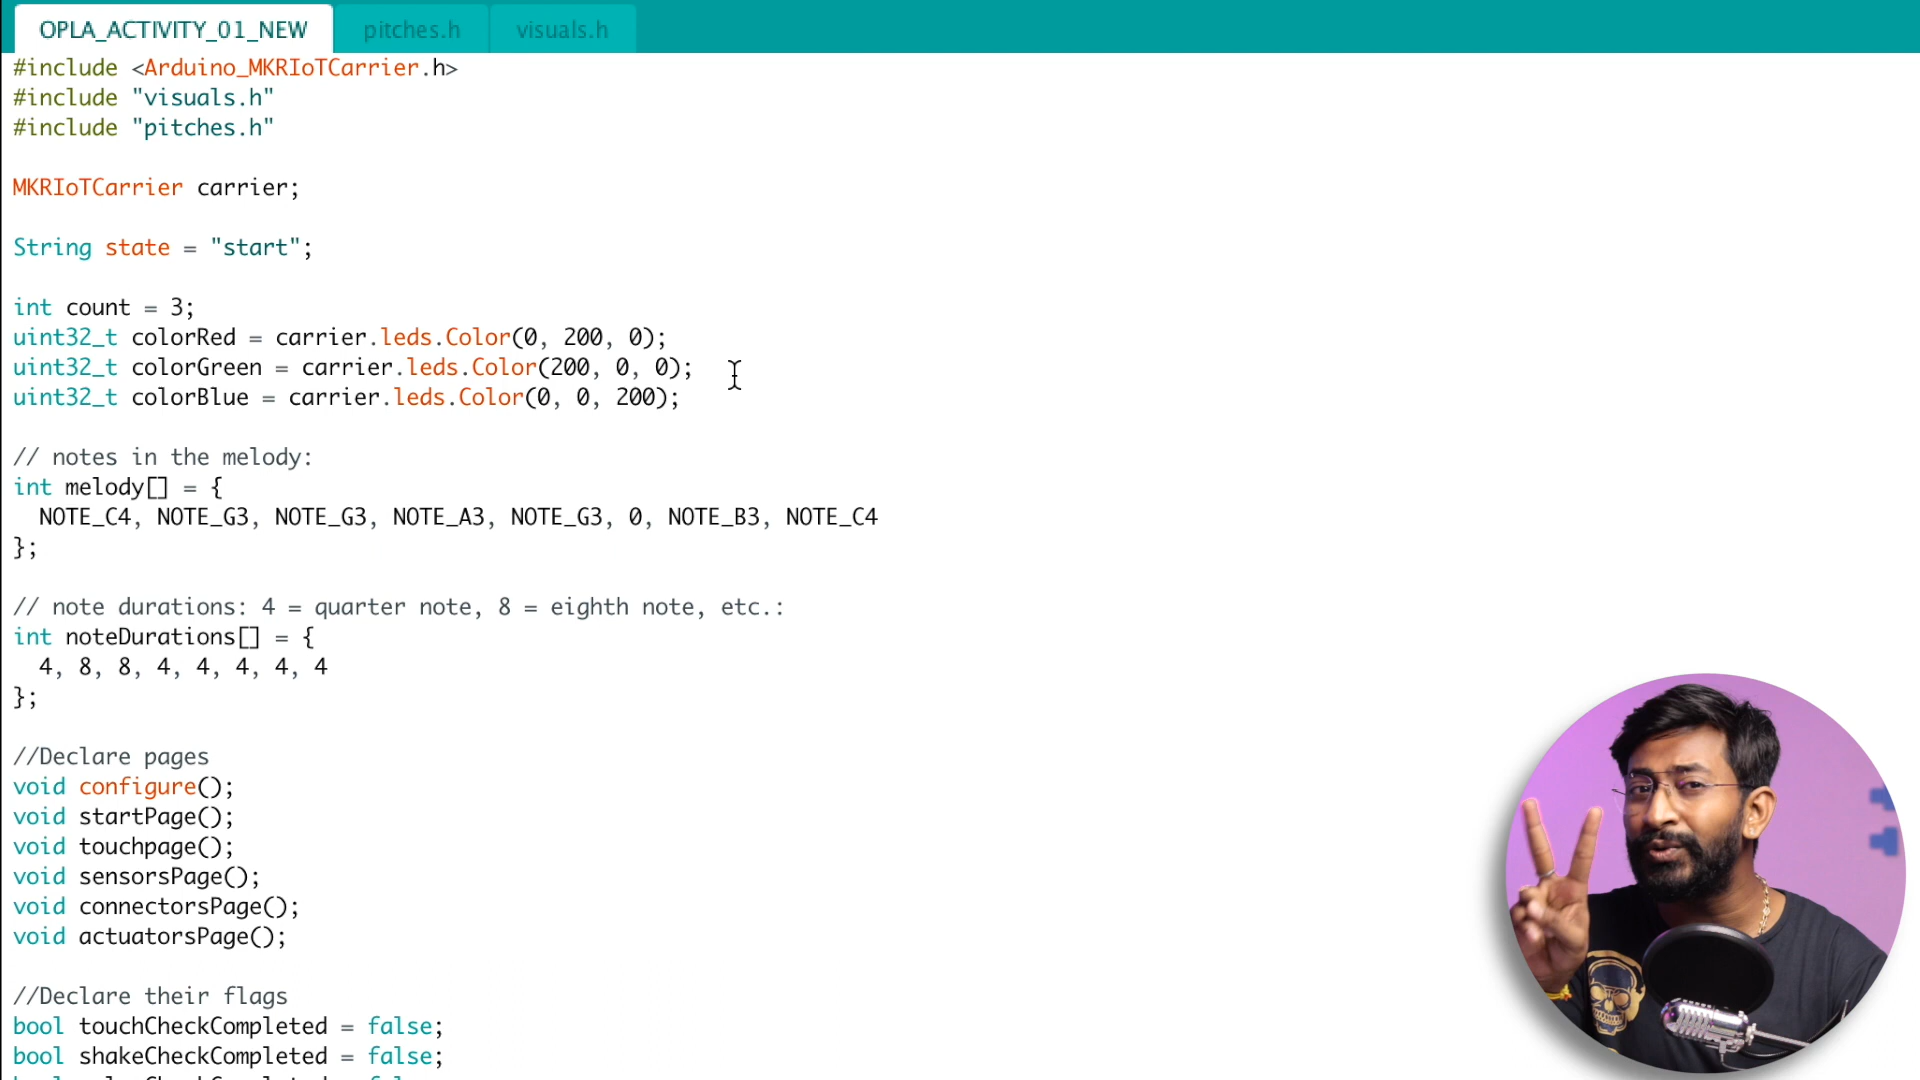 OPLA_ACTIVITY_01_NEW
pitches.h
visuals.h
#include <Arduino_MKRIoTCarrier.h>
#include "visuals.h"
#include "pitches.h"
MKRIoTCarrier carrier;
String state = "start";
int count = 3;
uint32_t colorRed = carrier.leds.Color(0, 200, 0);
uint32_t colorGreen = carrier.leds.Color(200, 0, 0);
uint32_t colorBlue = carrier.leds.Color(0, 0, 200);
// notes in the melody:
int melody[] = {
NOTE_C4, NOTE_G3, NOTE_G3, NOTE_A3, NOTE_G3, 0, NOTE_B3, NOTE_C4
};
// note durations: 4 = quarter note, 8 = eighth note, etc.:
int noteDurations[] = {
4, 8, 8, 4, 4, 4, 4, 4
};
//Declare pages
void configure();
void startPage();
void touchpage();
void sensorsPage();
void connectorsPage();
void actuatorsPage();
//Declare their flags
bool touchCheckCompleted = false;
bool shakeCheckCompleted = false;